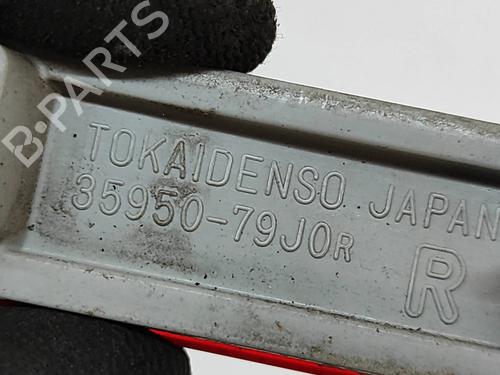 B-PARTS
TOKAIDENSO JAPAN
35950-79J0R
R